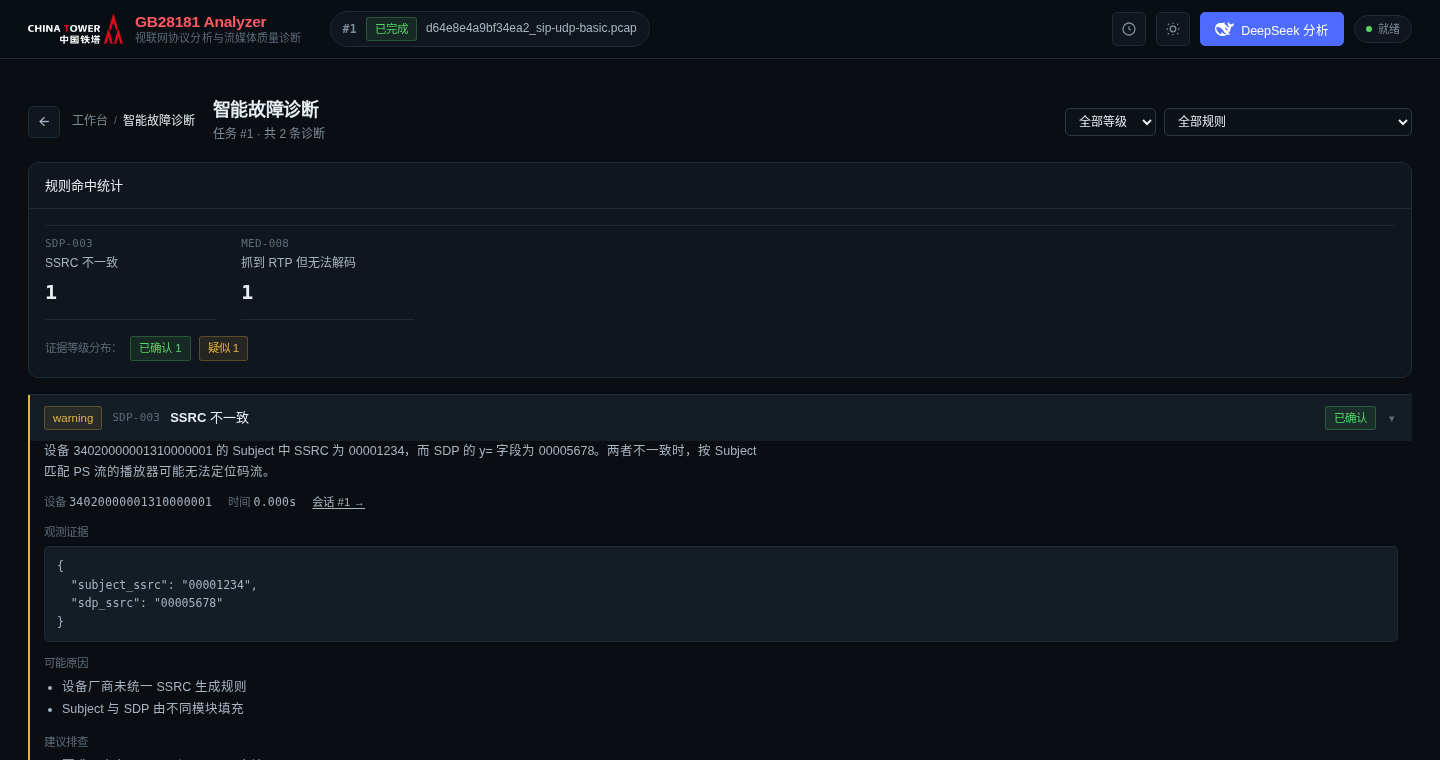 CHINA TOWER
中国铁塔
GB28181 Analyzer
视联网协议分析与流媒体质量诊断
#1 已完成 d64e8e4a9bf34ea2_sip-udp-basic.pcap
DeepSeek 分析
就绪
工作台 / 智能故障诊断
智能故障诊断
任务 #1 · 共 2 条诊断
全部等级
全部规则
规则命中统计
SDP-003
SSRC 不一致
1
MED-008
抓到 RTP 但无法解码
1
证据等级分布: 已确认 1 疑似 1
warning SDP-003 SSRC 不一致 已确认
设备 34020000001310000001 的 Subject 中 SSRC 为 00001234，而 SDP 的 y= 字段为 00005678。两者不一致时，按 Subject
匹配 PS 流的播放器可能无法定位码流。
设备 34020000001310000001 时间 0.000s 会话 #1 →
观测证据
{
"subject_ssrc": "00001234",
"sdp_ssrc": "00005678"
}
可能原因
设备厂商未统一 SSRC 生成规则
Subject 与 SDP 由不同模块填充
建议排查